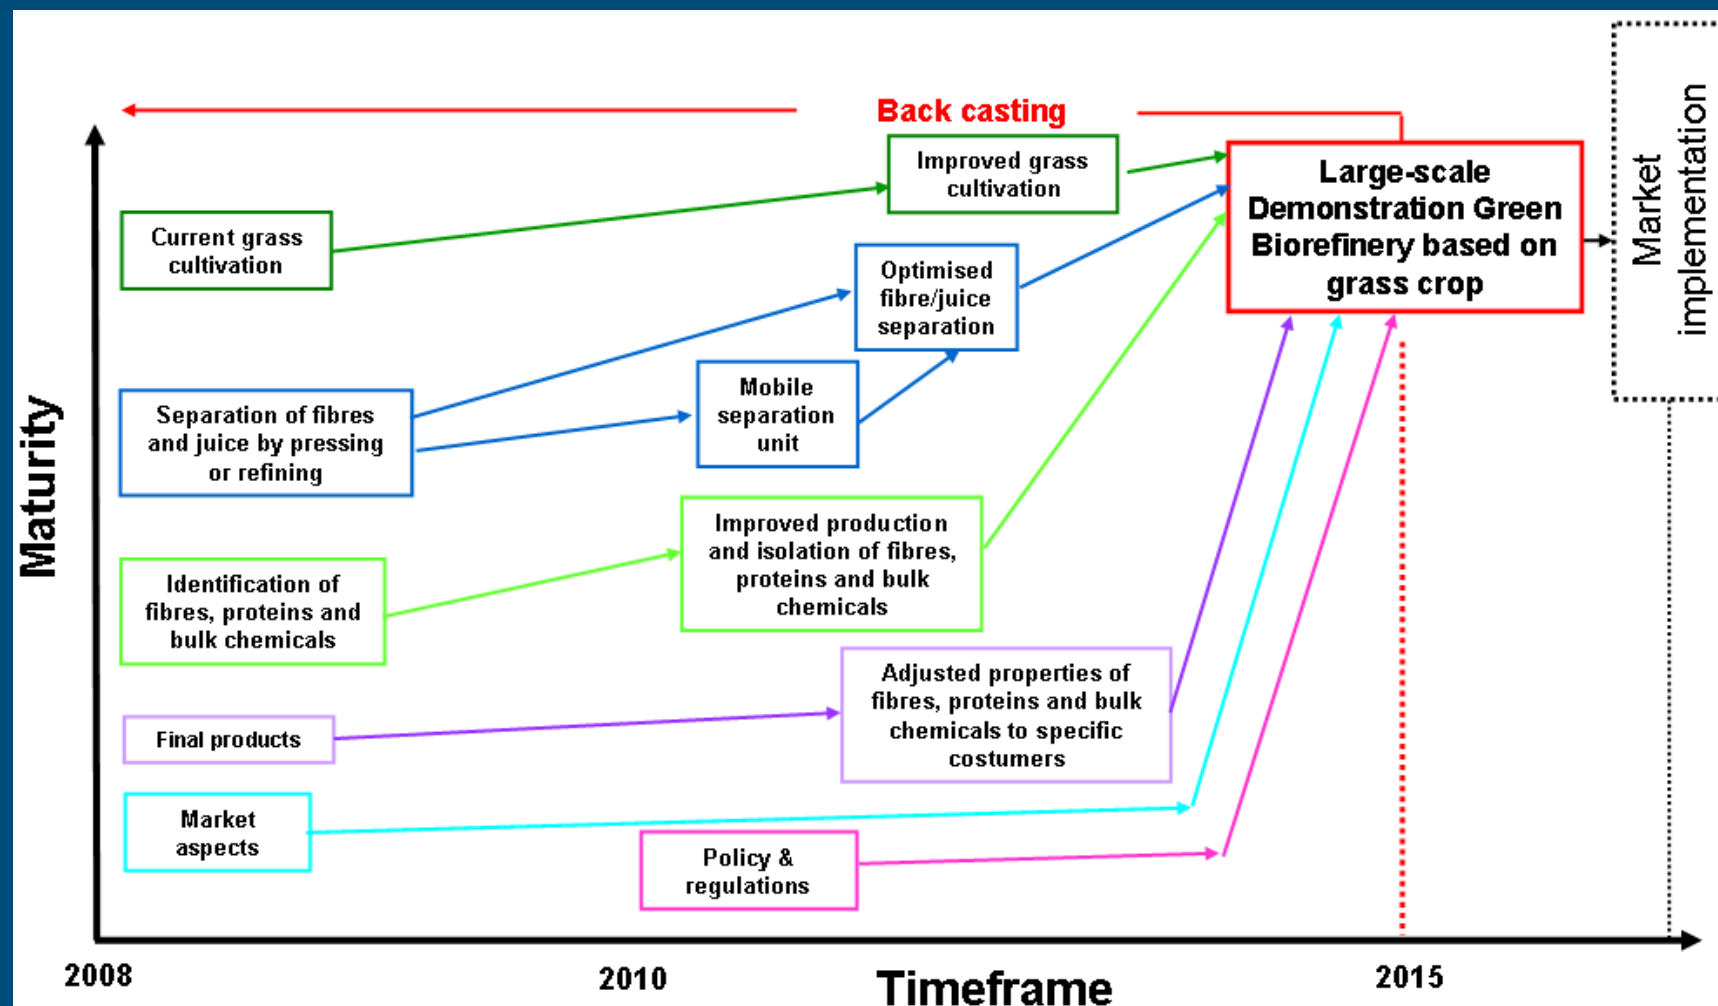 Back casting
Improved grass
cultivation
Large-scale
Demonstration Green
Biorefinery based on
grass crop
Market
implementation
Current grass
cultivation
Optimised
fibre/juice
separation
Mobile
separation
unit
Separation of fibres
and juice by pressing
or refining
Maturity
Improved production
and isolation of fibres,
proteins and bulk
chemicals
Identification of
fibres, proteins and
bulk chemicals
Adjusted properties of
fibres, proteins and bulk
chemicals to specific
costumers
Final products
Market
aspects
Policy &
regulations
2008
2010
Timeframe
2015